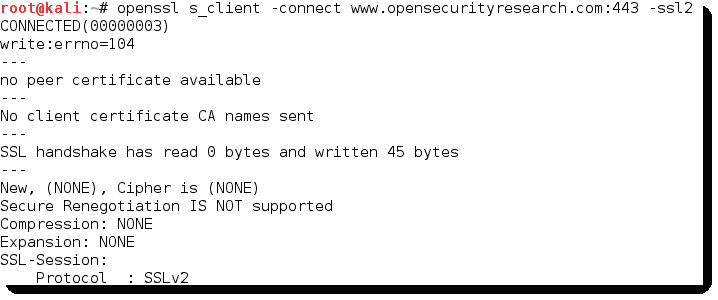 root@kali:~# openssl s_client -connect www.opensecurityresearch.com:443 -ssl2
CONNECTED(00000003)
write:errno=104
---
no peer certificate available
---
No client certificate CA names sent
---
SSL handshake has read 0 bytes and written 45 bytes
---
New, (NONE), Cipher is (NONE)
Secure Renegotiation IS NOT supported
Compression: NONE
Expansion: NONE
SSL-Session:
    Protocol  : SSLv2